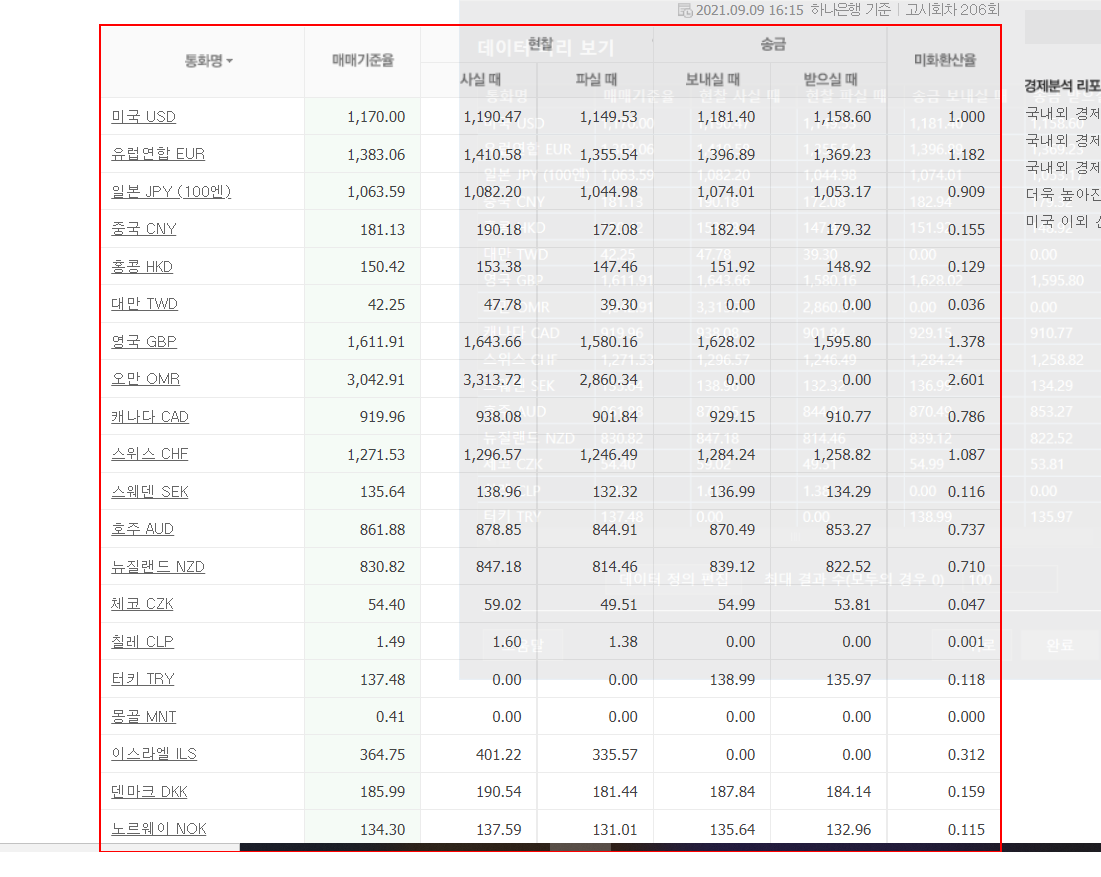 2021.09.09 16:15 하나은행 기준 | 고시회차 206회
통화명 매매기준율 현찰 송금 미화환산율
사실 때 파실 때 보내실 때 받으실 때
미국 USD 1,170.00 1,190.47 1,149.53 1,181.40 1,158.60 1.000
유럽연합 EUR 1,383.06 1,410.58 1,355.54 1,396.89 1,369.23 1.182
일본 JPY (100엔) 1,063.59 1,082.20 1,044.98 1,074.01 1,053.17 0.909
중국 CNY 181.13 190.18 172.08 182.94 179.32 0.155
홍콩 HKD 150.42 153.38 147.46 151.92 148.92 0.129
대만 TWD 42.25 47.78 39.30 0.00 0.00 0.036
영국 GBP 1,611.91 1,643.66 1,580.16 1,628.02 1,595.80 1.378
오만 OMR 3,042.91 3,313.72 2,860.34 0.00 0.00 2.601
캐나다 CAD 919.96 938.08 901.84 929.15 910.77 0.786
스위스 CHF 1,271.53 1,296.57 1,246.49 1,284.24 1,258.82 1.087
스웨덴 SEK 135.64 138.96 132.32 136.99 134.29 0.116
호주 AUD 861.88 878.85 844.91 870.49 853.27 0.737
뉴질랜드 NZD 830.82 847.18 814.46 839.12 822.52 0.710
체코 CZK 54.40 59.02 49.51 54.99 53.81 0.047
칠레 CLP 1.49 1.60 1.38 0.00 0.00 0.001
터키 TRY 137.48 0.00 0.00 138.99 135.97 0.118
몽골 MNT 0.41 0.00 0.00 0.00 0.00 0.000
이스라엘 ILS 364.75 401.22 335.57 0.00 0.00 0.312
덴마크 DKK 185.99 190.54 181.44 187.84 184.14 0.159
노르웨이 NOK 134.30 137.59 131.01 135.64 132.96 0.115
경제분석 리포
국내외 경제
국내외 경제
국내외 경제
더욱 높아진
미국 이외
데이터 정의 편집 최대 결과 수(모두의 경우 0) 100
완료